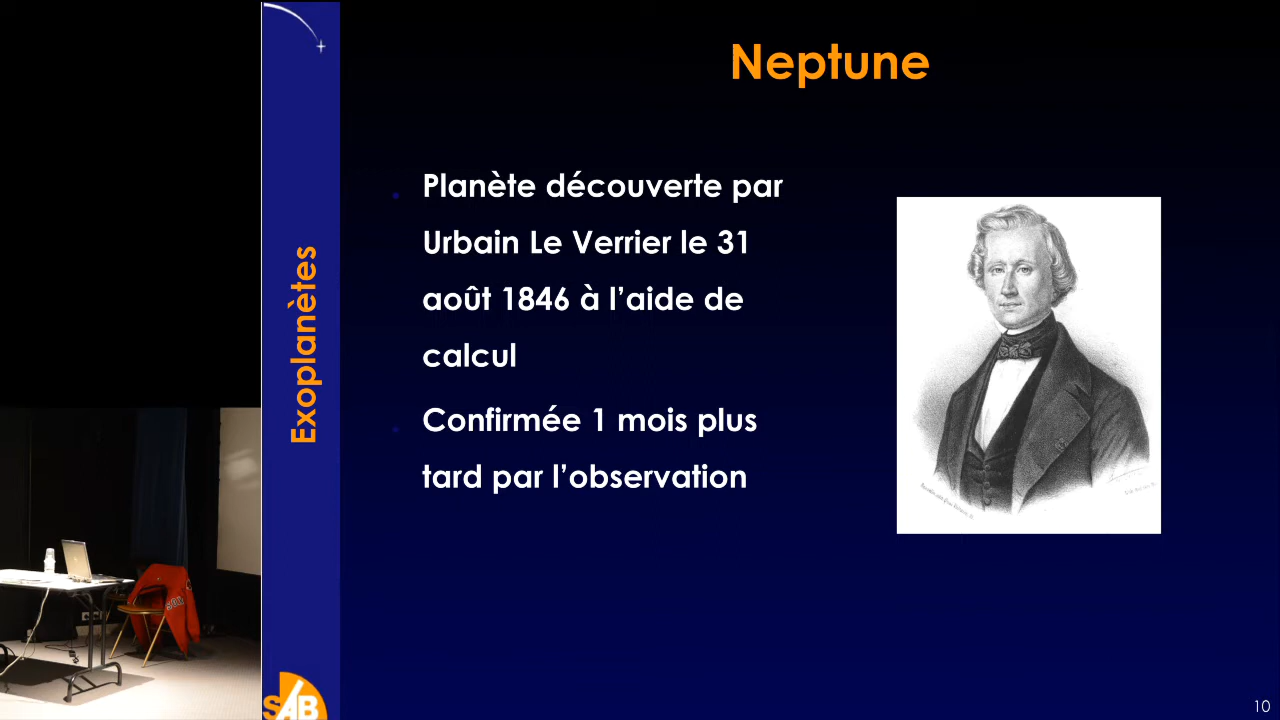 Neptune
Exoplanètes
Planète découverte par
Urbain Le Verrier le 31
août 1846 à l’aide de
calcul
Confirmée 1 mois plus
tard par l’observation
SAB
10